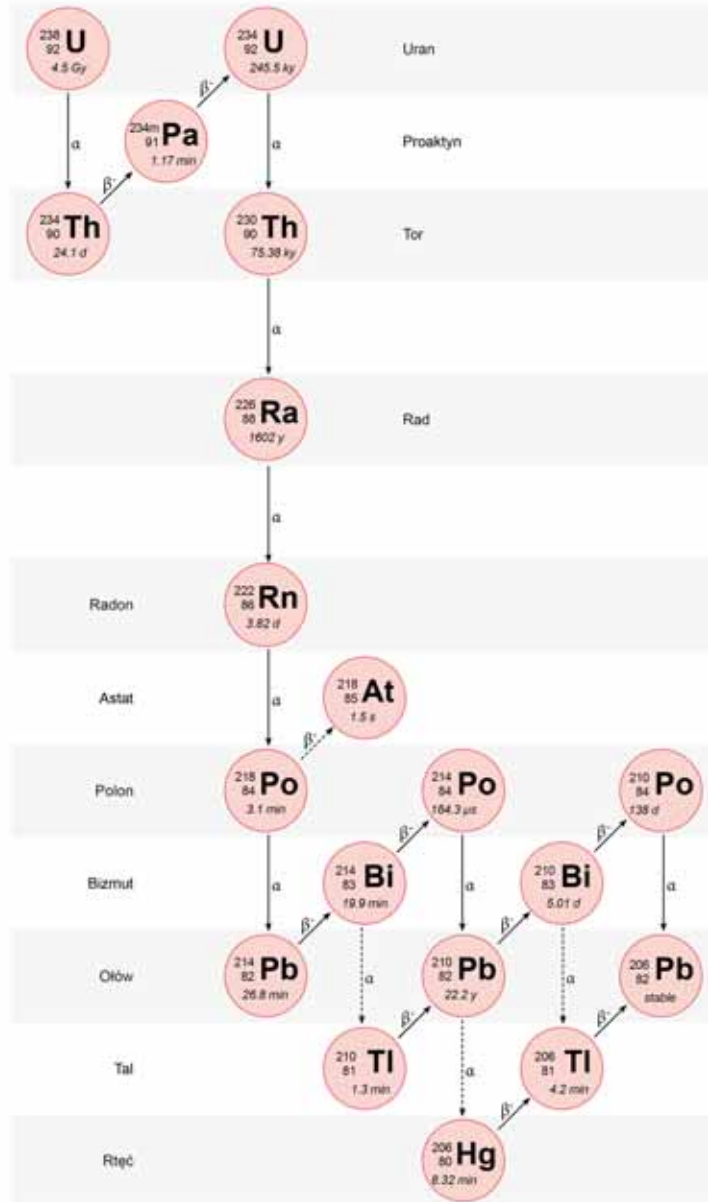 238
92 U
4.5 Gy
234
92 U
245.5 ky
Uran
β-
α
234m
91 Pa
1.17 min
α
Proaktyn
β-
234
90 Th
24.1 d
230
90 Th
75.38 ky
Tor
α
226
88 Ra
1602 y
Rad
α
Radon
222
86 Rn
3.82 d
Astat
α
218
85 At
1.5 s
β-
Polon
218
84 Po
3.1 min
214
84 Po
164.3 µs
210
84 Po
138 d
β-
β-
Bizmut
α
214
83 Bi
19.9 min
α
210
83 Bi
5.01 d
α
β-
β-
Ołów
214
82 Pb
26.8 min
α
210
82 Pb
22.2 y
α
206
82 Pb
stable
β-
β-
Tal
210
81 Tl
1.3 min
α
206
81 Tl
4.2 min
β-
Rtęć
206
80 Hg
8.32 min